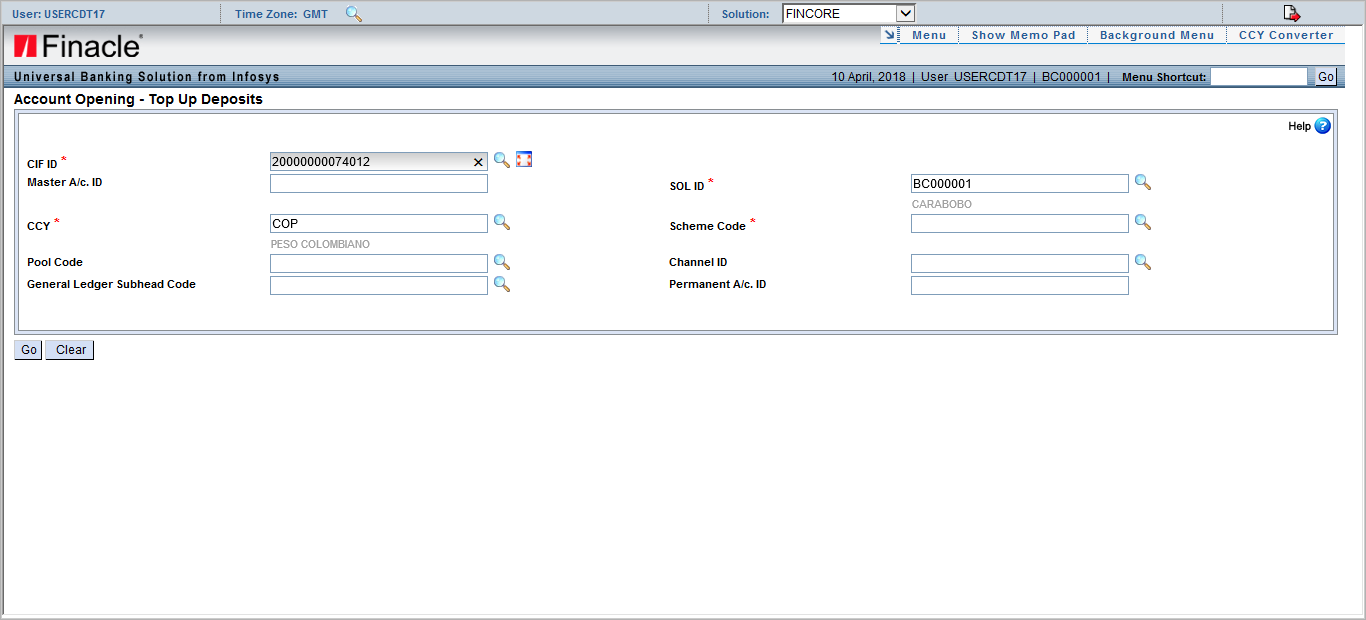 User: USERCDT17 Time Zone: GMT Solution: FINCORE
Finacle
Menu Show Memo Pad Background Menu CCY Converter
Universal Banking Solution from Infosys 10 April, 2018 | User USERCDT17 | BC000001 | Menu Shortcut: Go
Account Opening - Top Up Deposits
Help ?
CIF ID * 20000000074012
Master A/c. ID SOL ID * BC000001
CARABOBO
CCY * COP Scheme Code *
PESO COLOMBIANO
Pool Code Channel ID
General Ledger Subhead Code Permanent A/c. ID
Go Clear